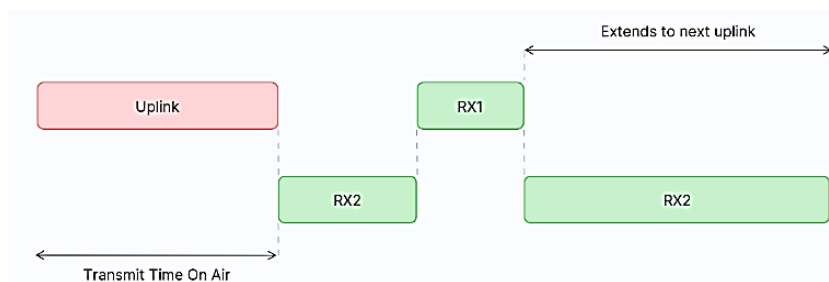 Extends to next uplink
Uplink
RX1
RX2
RX2
Transmit Time On Air